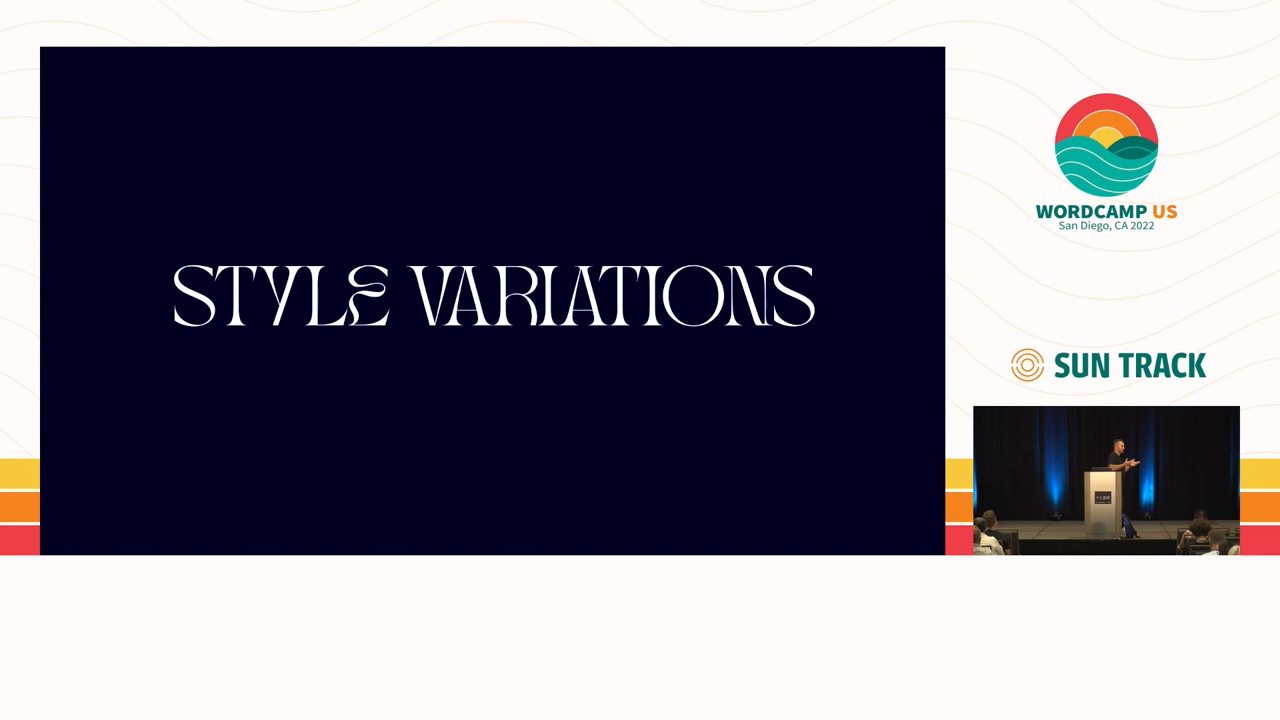 STYLE VARIATIONS
WORDCAMP US
San Diego, CA 2022
SUN TRACK